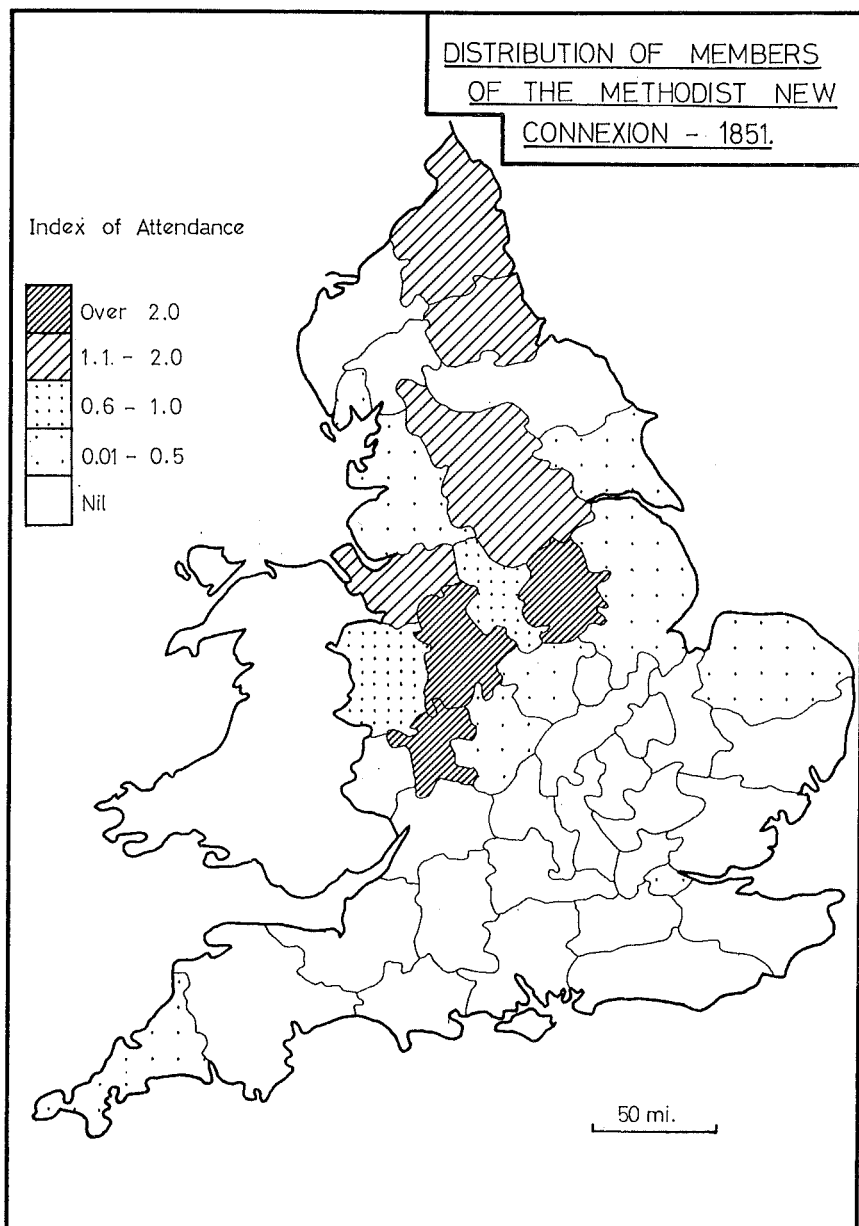 DISTRIBUTION OF MEMBERS
OF THE METHODIST NEW
CONNEXION - 1851.
Index of Attendance
Over 2.0
1.1. - 2.0
0.6 - 1.0
0.01 - 0.5
Nil
50 mi.